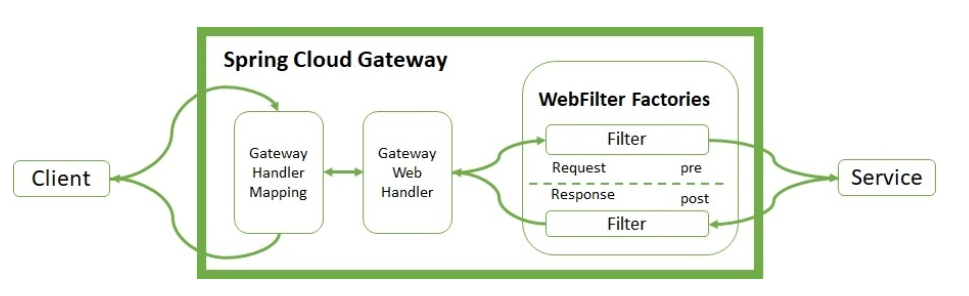 Spring Cloud Gateway
Client
Gateway
Handler
Mapping
Gateway
Web
Handler
WebFilter Factories
Filter
Request pre
Response post
Filter
Service